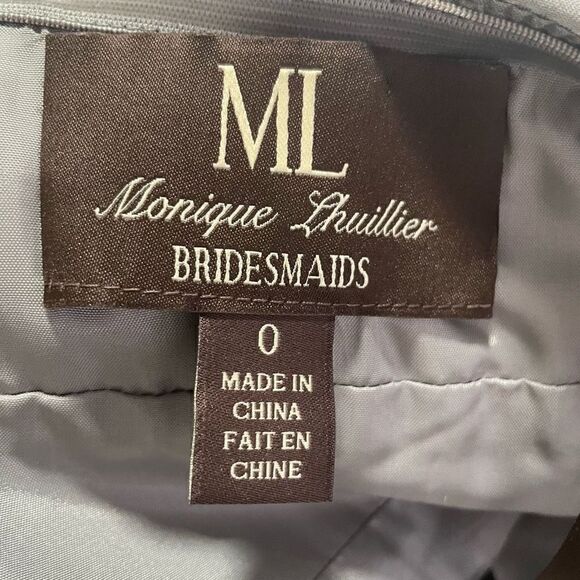 ML
Monique Lhuillier
BRIDESMAIDS
0
MADE IN
CHINA
FAIT EN
CHINE